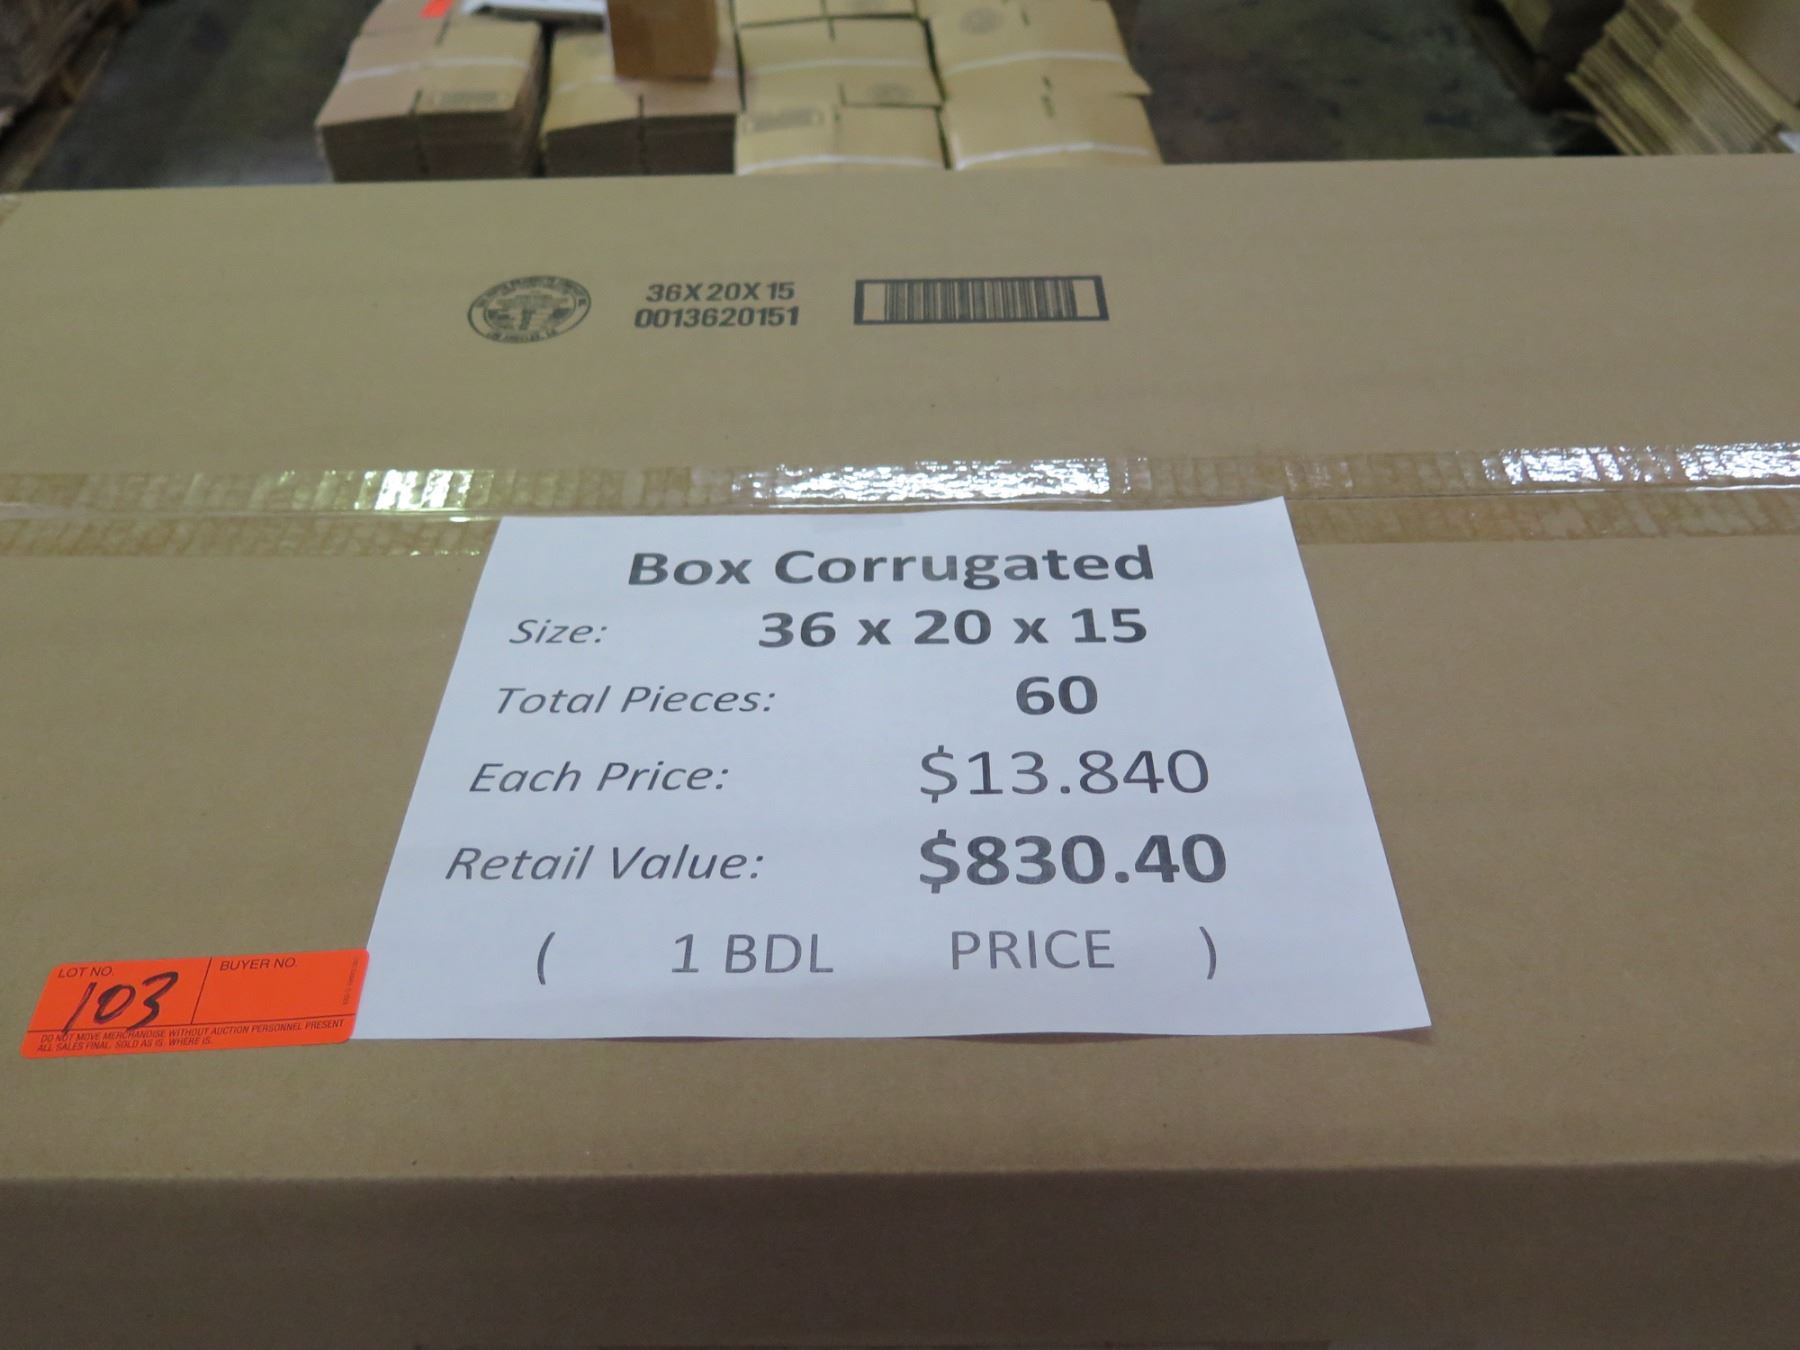 36X20X15
0013620151
Box Corrugated
Size: 36 x 20 x 15
Total Pieces: 60
Each Price: $13.840
Retail Value: $830.40
( 1 BDL PRICE )
LOT NO. BUYER NO.
103
DO NOT MOVE MERCHANDISE WITHOUT AUCTION PERSONNEL PRESENT
ALL SALES FINAL. SOLD AS IS. WHERE IS.